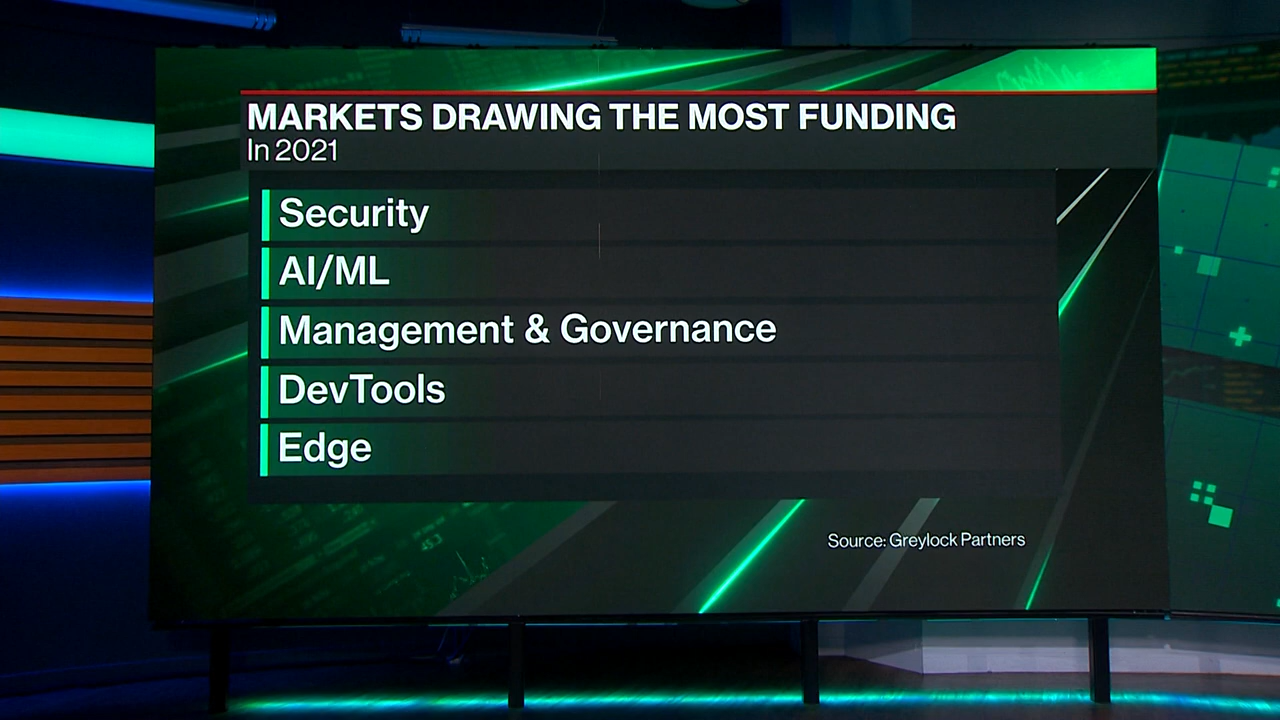 MARKETS DRAWING THE MOST FUNDING
In 2021
Security
AI/ML
Management & Governance
DevTools
Edge
Source: Greylock Partners